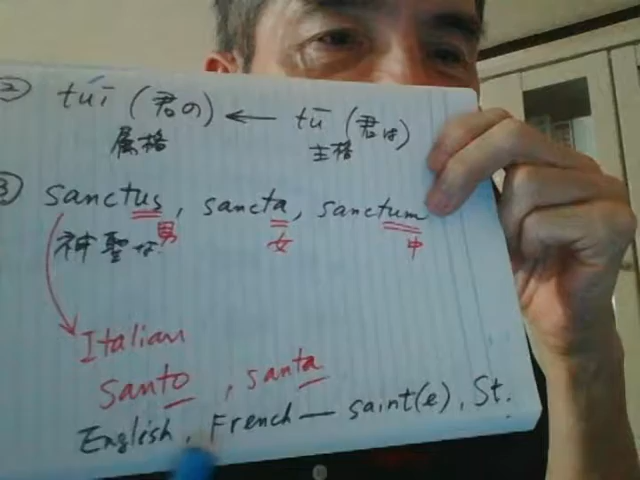 ② tuī (君の) ← tū (君は)
属格 主格
③ sanctus, sancta, sanctum
神聖な 男 女 中
Italian
Santo, santa
English, French — saint(e), St.